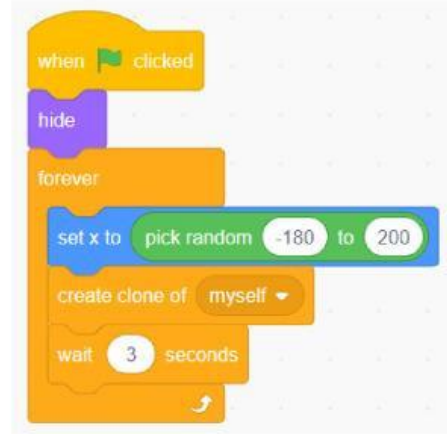 when clicked
hide
forever
set x to pick random -180 to 200
create clone of myself
wait 3 seconds